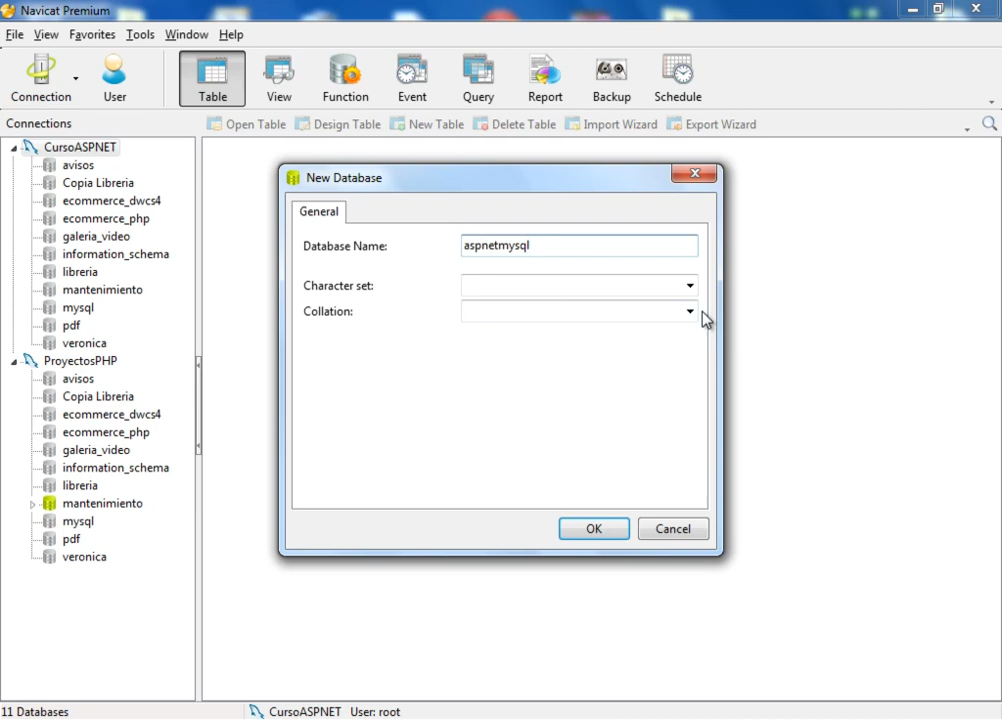 Navicat Premium
File View Favorites Tools Window Help
Connection User Table View Function Event Query Report Backup Schedule
Connections
Open Table Design Table New Table Delete Table Import Wizard Export Wizard
CursoASPNET
avisos
Copia Libreria
ecommerce_dwcs4
ecommerce_php
galeria_video
information_schema
libreria
mantenimiento
mysql
pdf
veronica
ProyectosPHP
avisos
Copia Libreria
ecommerce_dwcs4
ecommerce_php
galeria_video
information_schema
libreria
mantenimiento
mysql
pdf
veronica
New Database
General
Database Name: aspnetmysql
Character set:
Collation:
OK Cancel
11 Databases CursoASPNET User: root